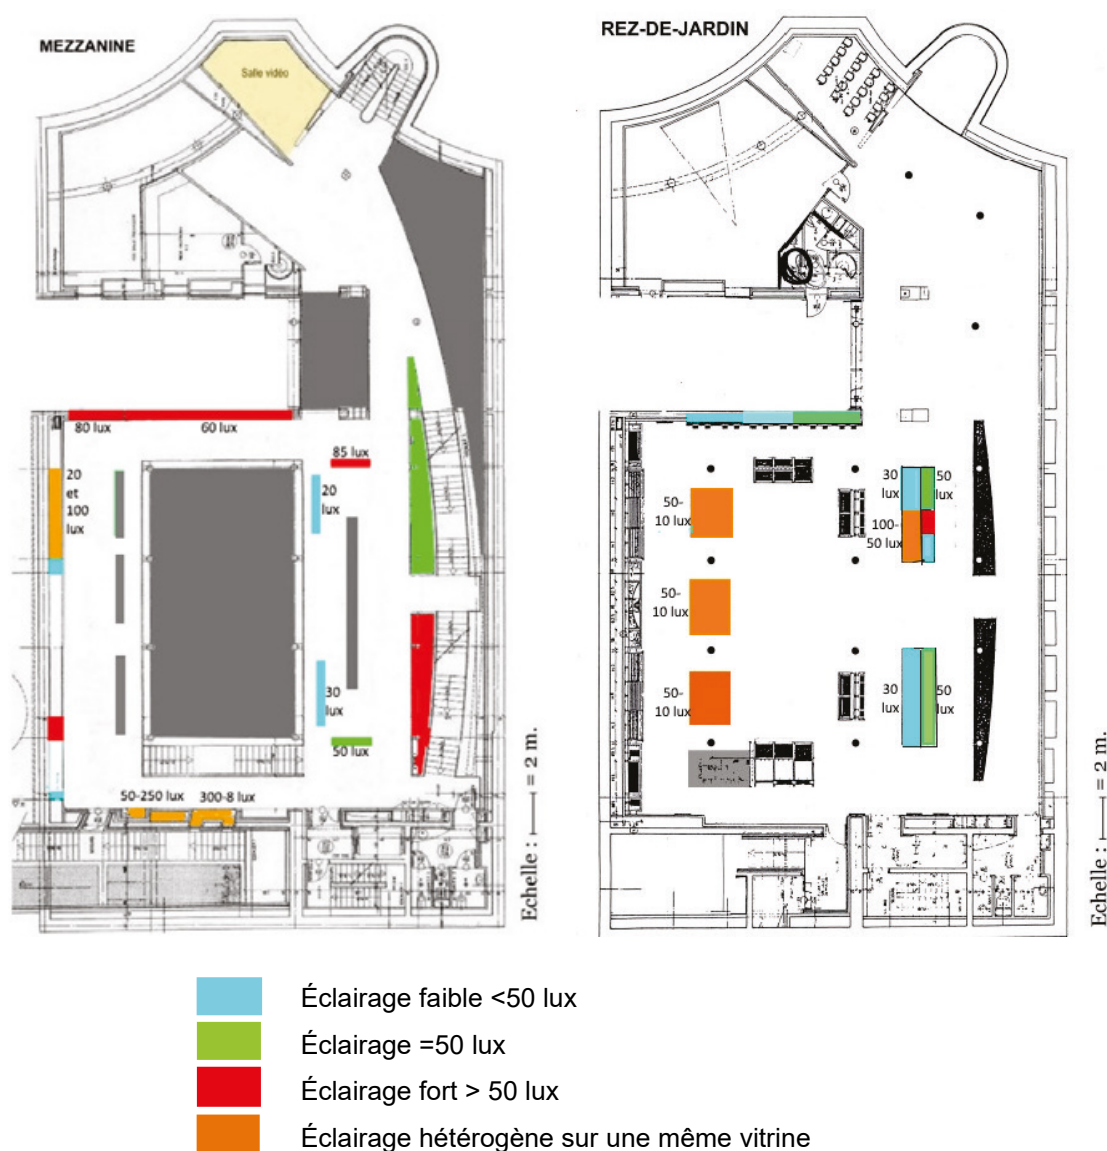 MEZZANINE
Salle vidéo
80 lux
60 lux
85 lux
20
et
100
lux
20
lux
30
lux
50 lux
50-250 lux
300-8 lux
Echelle : = 2 m.
REZ-DE-JARDIN
30
lux
50
lux
50-
10 lux
100-
50 lux
50-
10 lux
50-
10 lux
30
lux
50
lux
Echelle : = 2 m.
Éclairage faible <50 lux
Éclairage =50 lux
Éclairage fort > 50 lux
Éclairage hétérogène sur une même vitrine